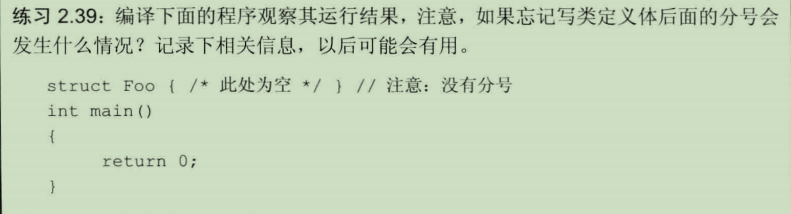 练习 2.39：编译下面的程序观察其运行结果，注意，如果忘记写类定义体后面的分号会
发生什么情况？记录下相关信息，以后可能会有用。
struct Foo { /* 此处为空 */ } // 注意：没有分号
int main()
{
return 0;
}